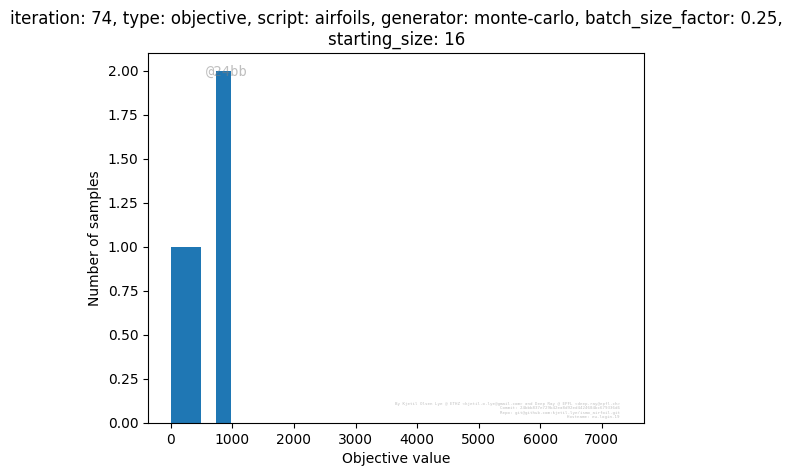 iteration: 74, type: objective, script: airfoils, generator: monte-carlo, batch_size_factor: 0.25,
starting_size: 16
2.00
1.75
1.50
1.25
1.00
0.75
0.50
0.25
0.00
Number of samples
0 1000 2000 3000 4000 5000 6000 7000
Objective value